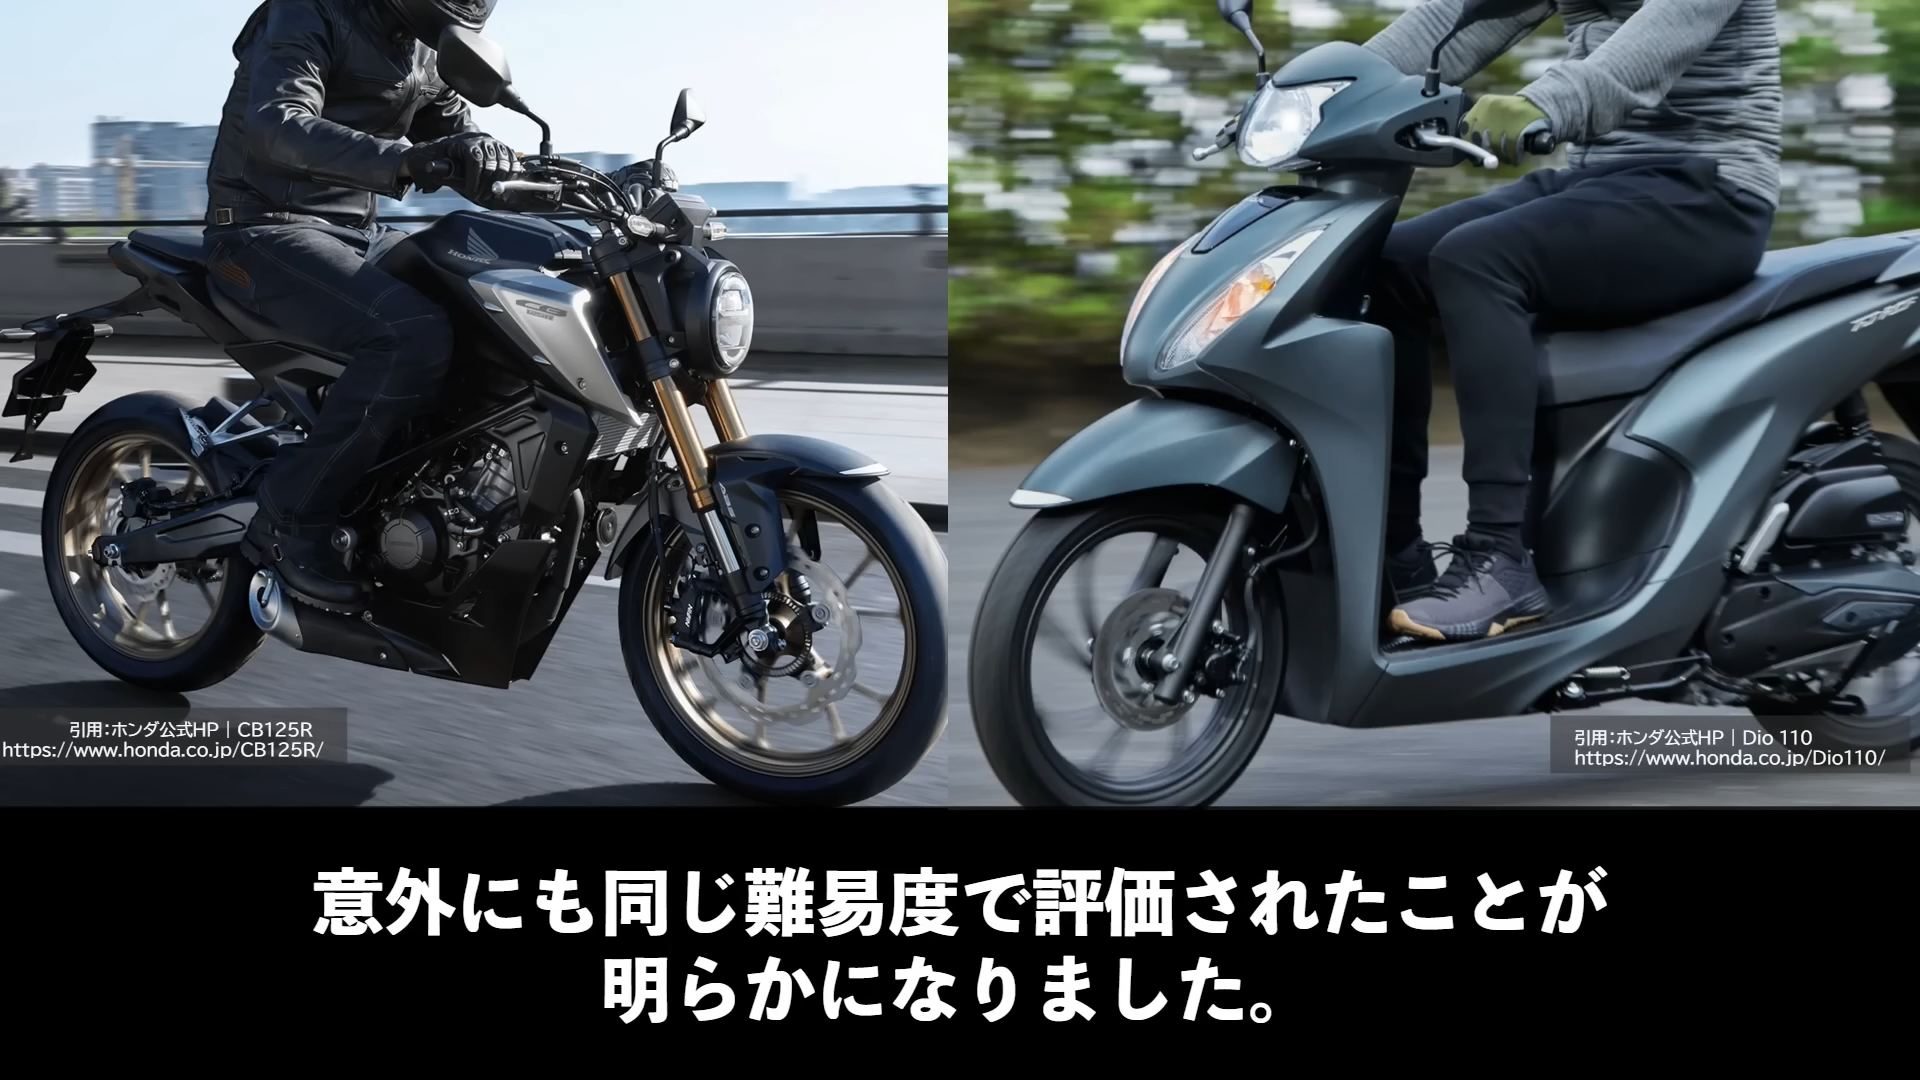 HONDA
引用：ホンダ公式HP｜CB125R
https://www.honda.co.jp/CB125R/
引用：ホンダ公式HP｜Dio 110
https://www.honda.co.jp/Dio110/
意外にも同じ難易度で評価されたことが
明らかになりました。